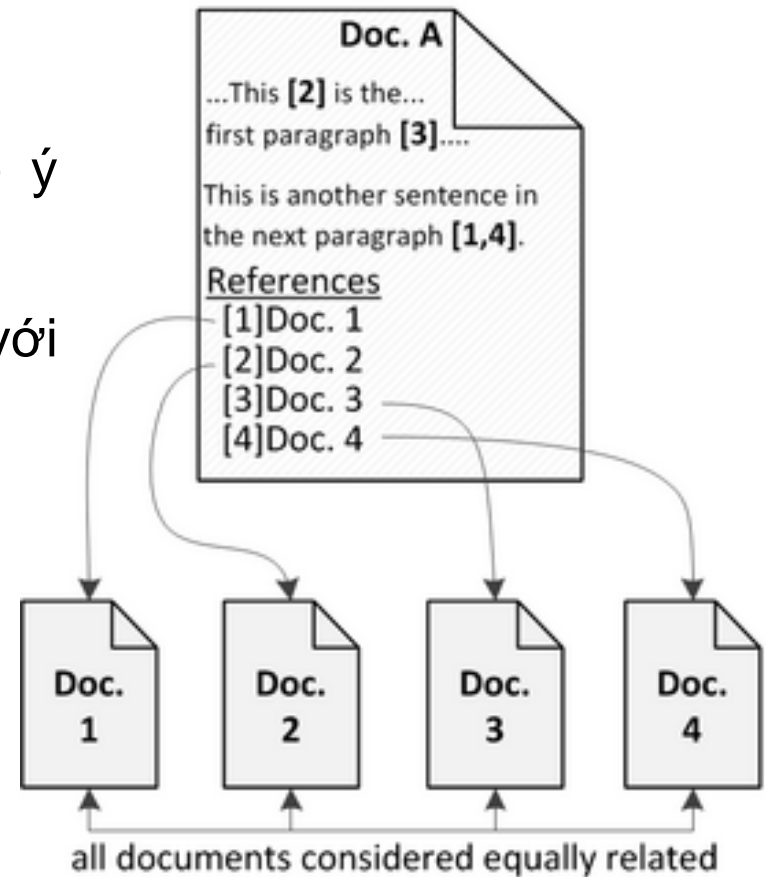 ý
với
Doc. A
...This [2] is the...
first paragraph [3]....
This is another sentence in
the next paragraph [1,4].
References
[1]Doc. 1
[2]Doc. 2
[3]Doc. 3
[4]Doc. 4
Doc.
1
Doc.
2
Doc.
3
Doc.
4
all documents considered equally related